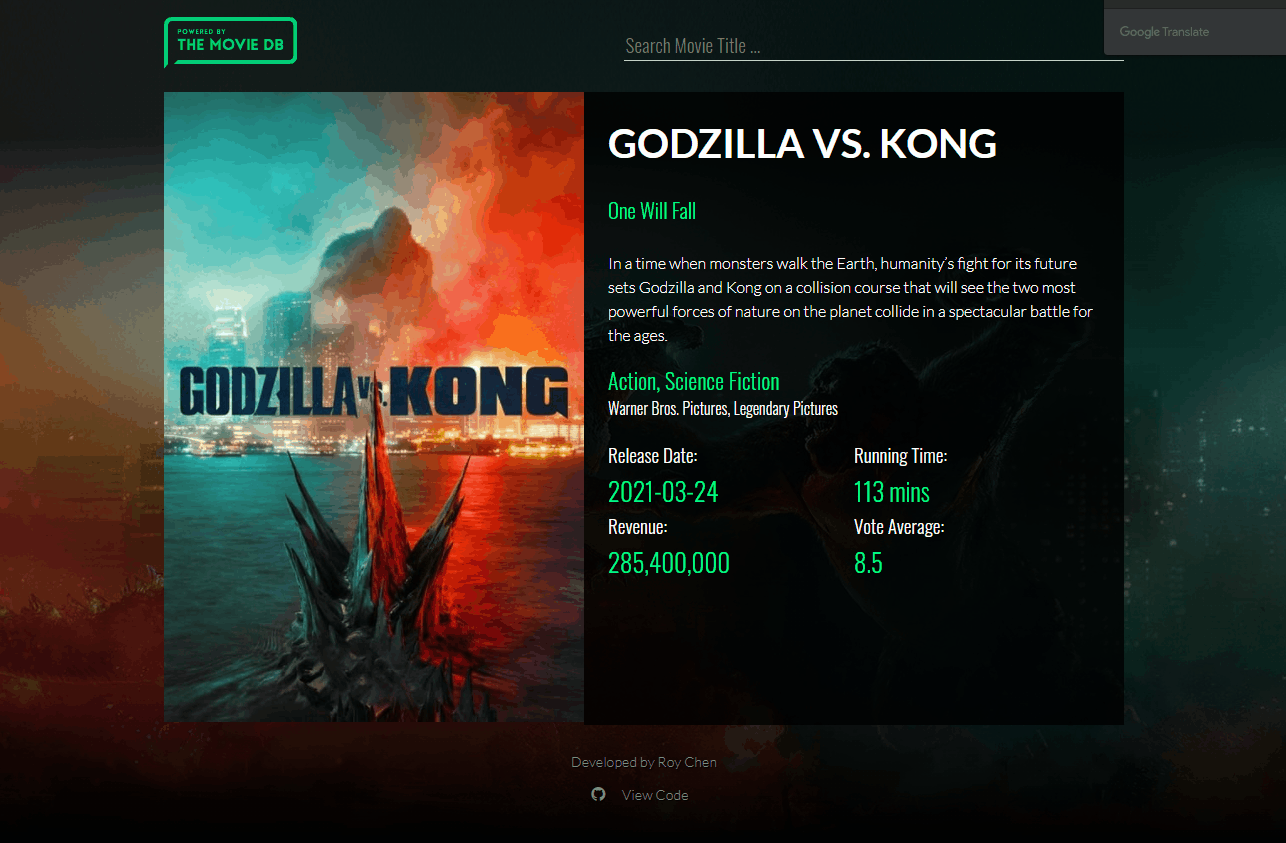 POWERED BY
THE MOVIE DB
Search Movie Title ...
Google Translate
GODZILLA VS. KONG
GODZILLA VS. KONG
One Will Fall
In a time when monsters walk the Earth, humanity’s fight for its future
sets Godzilla and Kong on a collision course that will see the two most
powerful forces of nature on the planet collide in a spectacular battle for
the ages.
Action, Science Fiction
Warner Bros. Pictures, Legendary Pictures
Release Date:
Running Time:
2021-03-24
113 mins
Revenue:
Vote Average:
285,400,000
8.5
Developed by Roy Chen
View Code